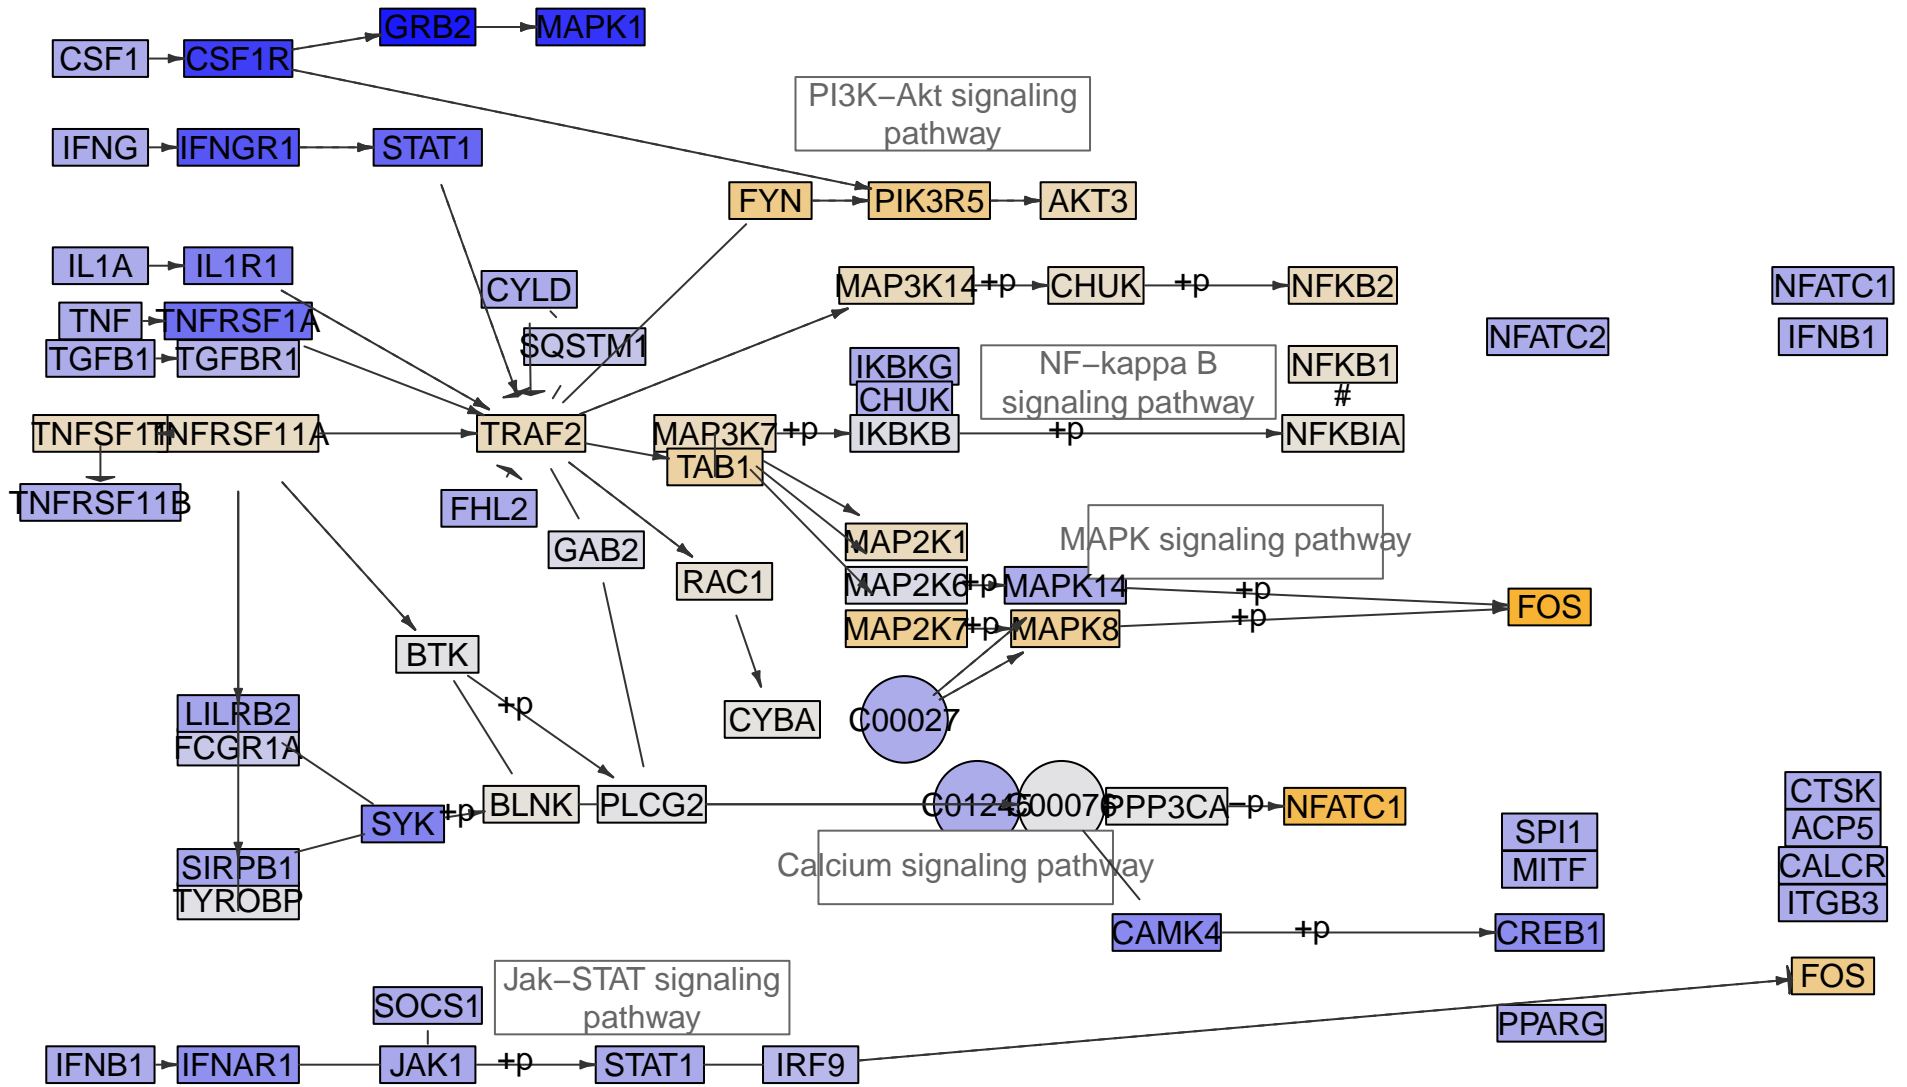 GRB2
MAPK1
CSF1
CSF1R
PI3K–Akt signaling
pathway
IFNG
IFNGR1
STAT1
FYN
PIK3R5
AKT3
IL1A
IL1R1
CYLD
MAP3K14
+p
CHUK
+p
NFKB2
NFATC1
TNF
TNFRSF1A
SQSTM1
NFATC2
IFNB1
TGFB1
TGFBR1
IKBKG
NF–kappa B
signaling pathway
NFKB1
#
CHUK
TNFRSF11A
TRAF2
MAP3K7
+p
IKBKB
+p
NFKBIA
TAB1
TNFRSF11B
FHL2
GAB2
MAP2K1
MAPK signaling pathway
RAC1
MAP2K6
+p
MAPK14
+p
FOS
MAP2K7
+p
MAPK8
+p
BTK
+p
LILRB2
FCGR1A
CYBA
C00027
SYK
+p
BLNK
PLCG2
C00076
PPP3CA
–p
NFATC1
CTSK
SPI1
ACP5
SIRPB1
Calcium signaling pathway
MITF
CALCR
TYROBP
ITGB3
CAMK4
+p
CREB1
Jak–STAT signaling
pathway
FOS
SOCS1
PPARG
IFNB1
IFNAR1
JAK1
+p
STAT1
IRF9